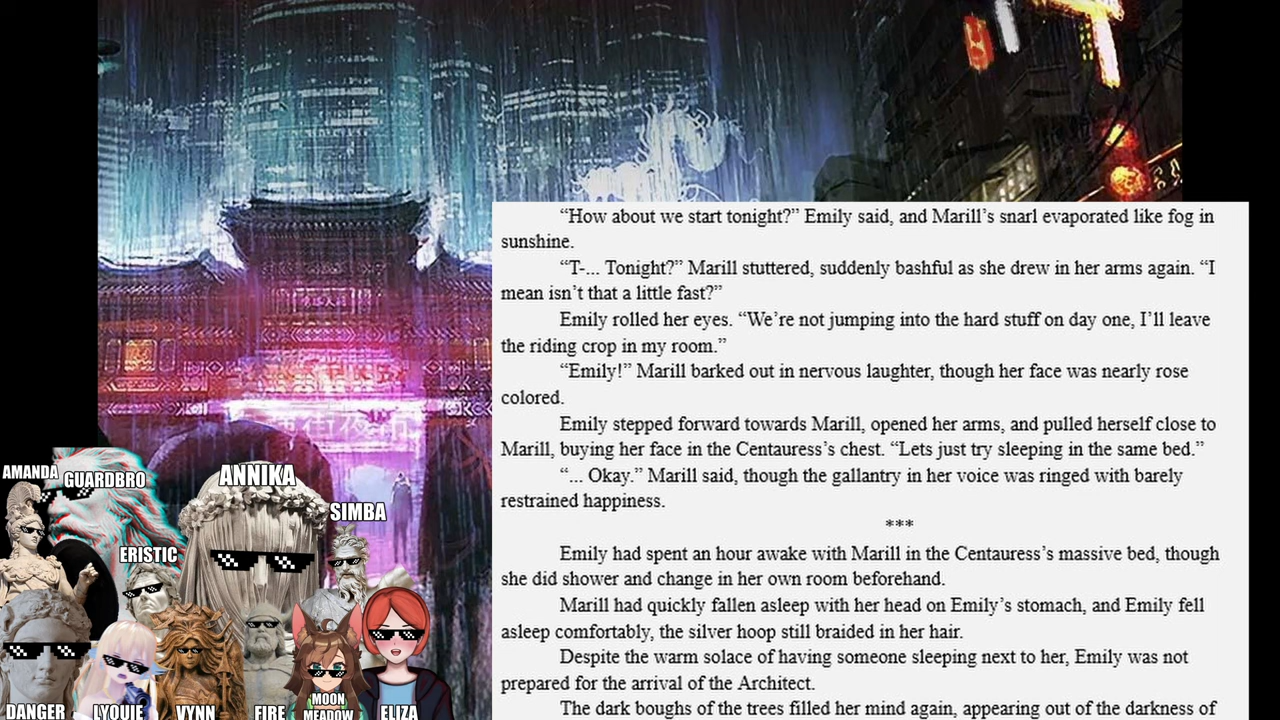 “How about we start tonight?” Emily said, and Marill’s snarl evaporated like fog in
sunshine.
“T-... Tonight?” Marill stuttered, suddenly bashful as she drew in her arms again. “I
mean isn’t that a little fast?”
Emily rolled her eyes. “We’re not jumping into the hard stuff on day one, I’ll leave
the riding crop in my room.”
“Emily!” Marill barked out in nervous laughter, though her face was nearly rose
colored.
Emily stepped forward towards Marill, opened her arms, and pulled herself close to
Marill, buying her face in the Centauress’s chest. “Lets just try sleeping in the same bed.”
“... Okay.” Marill said, though the gallantry in her voice was ringed with barely
restrained happiness.
***
Emily had spent an hour awake with Marill in the Centauress’s massive bed, though
she did shower and change in her own room beforehand.
Marill had quickly fallen asleep with her head on Emily’s stomach, and Emily fell
asleep comfortably, the silver hoop still braided in her hair.
Despite the warm solace of having someone sleeping next to her, Emily was not
prepared for the arrival of the Architect.
The dark boughs of the trees filled her mind again, appearing out of the darkness of
AMANDA
GUARDBRO
ANNIKA
SIMBA
ERISTIC
DANGER
LYQUIE
VYNN
FIRE
MOON
MEADOW
ELIZA